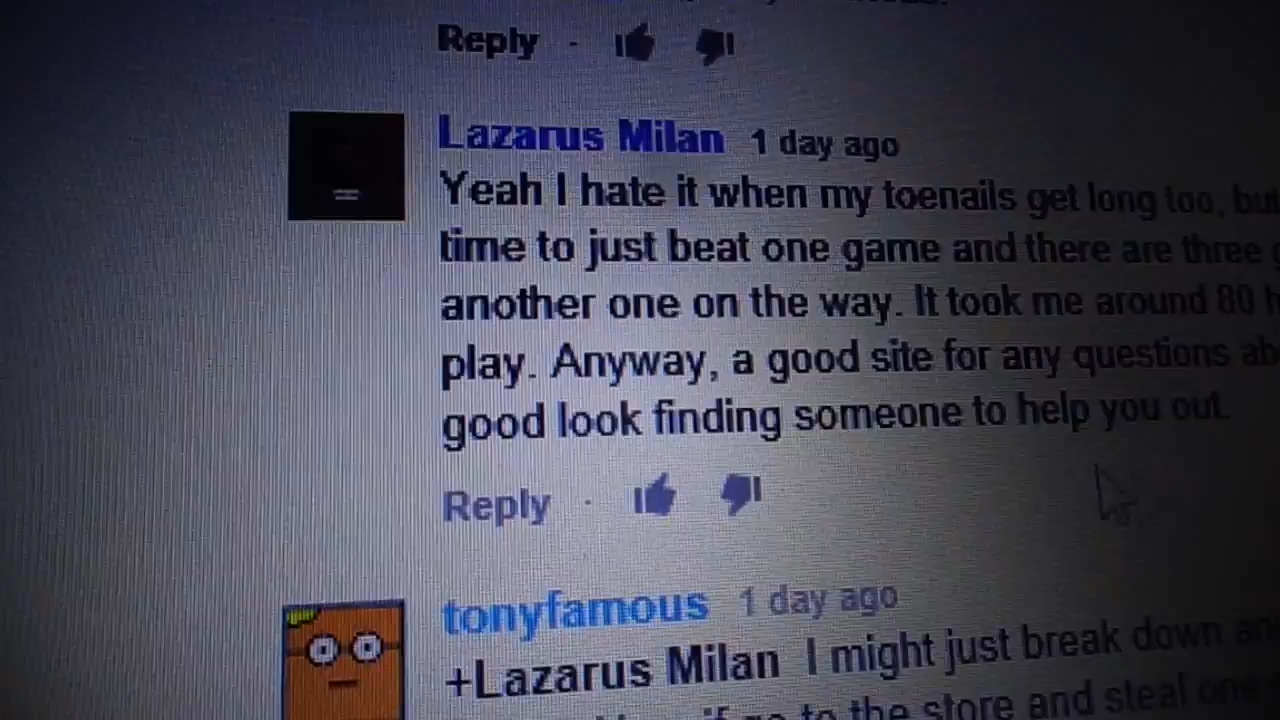 Reply
Lazarus Milan 1 day ago
Yeah I hate it when my toenails get long too, but
time to just beat one game and there are three
another one on the way. It took me around 80
play. Anyway, a good site for any questions
good look finding someone to help you out.
Reply
tonyfamous 1 day ago
+Lazarus Milan I might just break down
to the store and steal one